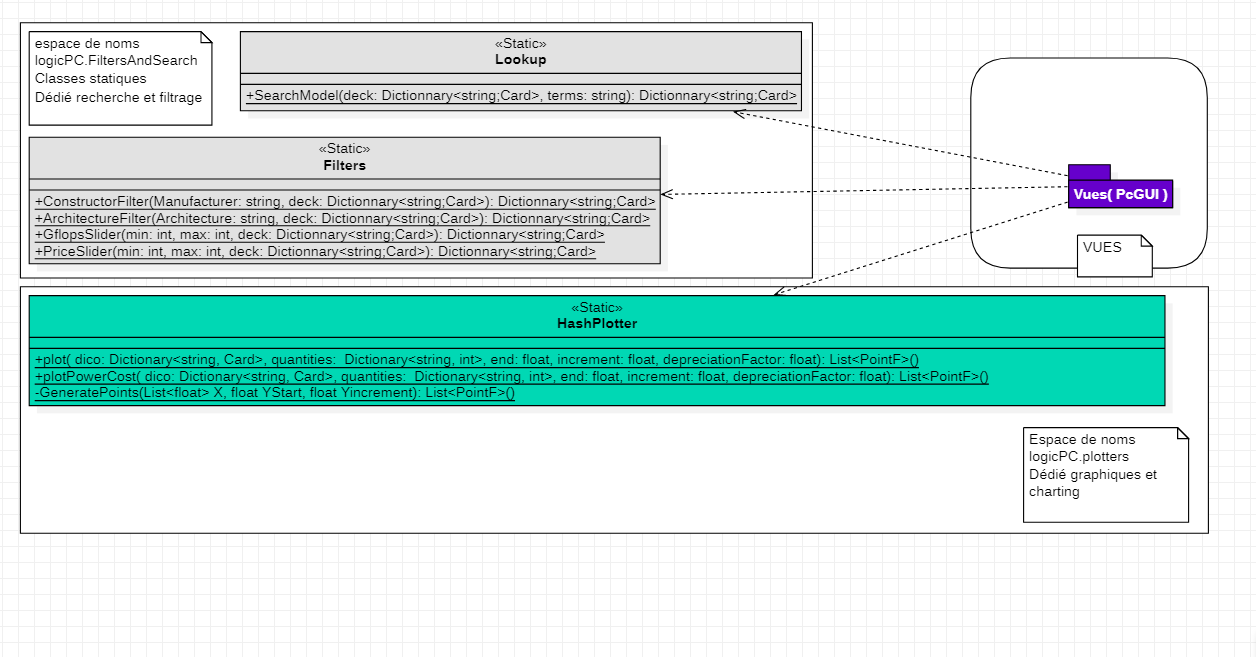 espace de noms
logicPC.FiltersAndSearch
Classes statiques
Dédié recherche et filtrage
«Static»
Lookup
+SearchModel(deck: Dictionnary<string;Card>, terms: string): Dictionnary<string;Card>
«Static»
Filters
+ConstructorFilter(Manufacturer: string, deck: Dictionnary<string;Card>): Dictionnary<string;Card>
+ArchitectureFilter(Architecture: string, deck: Dictionnary<string;Card>): Dictionnary<string;Card>
+GflopsSlider(min: int, max: int, deck: Dictionnary<string;Card>): Dictionnary<string;Card>
+PriceSlider(min: int, max: int, deck: Dictionnary<string;Card>): Dictionnary<string;Card>
Vues( PcGUI )
VUES
«Static»
HashPlotter
+plot( dico: Dictionary<string, Card>, quantities:  Dictionary<string, int>, end: float, increment: float, depreciationFactor: float): List<PointF>()
+plotPowerCost( dico: Dictionary<string, Card>, quantities:  Dictionary<string, int>, end: float, increment: float, depreciationFactor: float): List<PointF>()
-GeneratePoints(List<float> X, float YStart, float Yincrement): List<PointF>()
Espace de noms
logicPC.plotters
Dédié graphiques et
charting